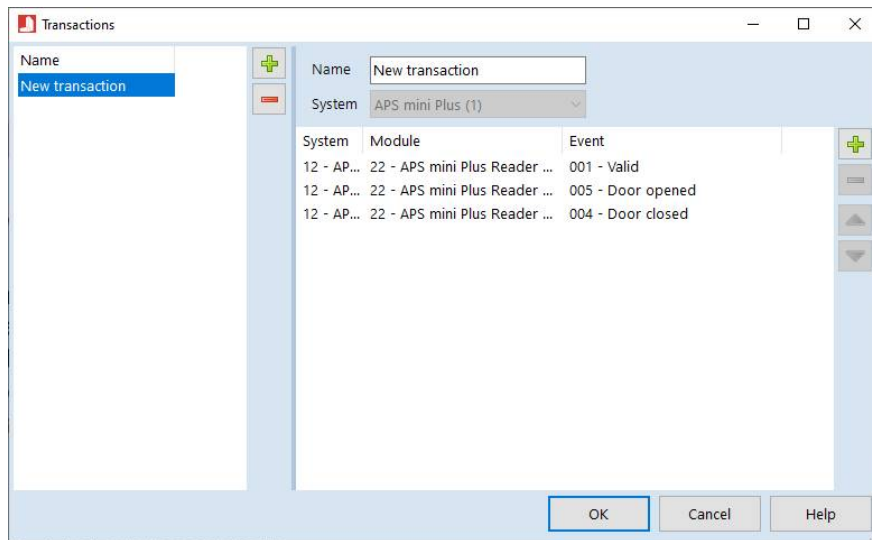 Transactions
Name
New transaction
Name New transaction
System APS mini Plus (1)
System Module Event
12 - AP... 22 - APS mini Plus Reader ... 001 - Valid
12 - AP... 22 - APS mini Plus Reader ... 005 - Door opened
12 - AP... 22 - APS mini Plus Reader ... 004 - Door closed
OK Cancel Help